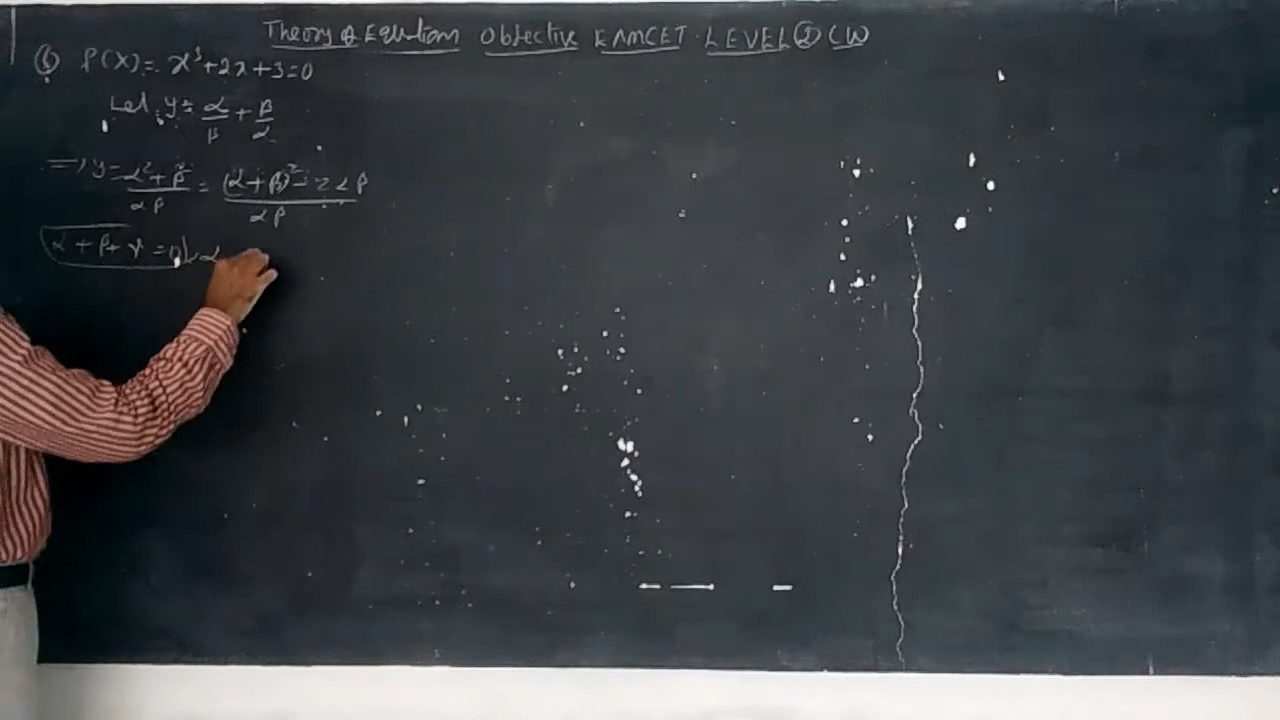 Theory of Equations Objective EAMCET LEVEL ② CW
⑥ P(X) = x³+2x+3=0
Let y = α/β + β/α
⇒ y = (α²+β²)/(αβ) = ((α+β)²-2αβ)/(αβ)
α+β+γ=0 α